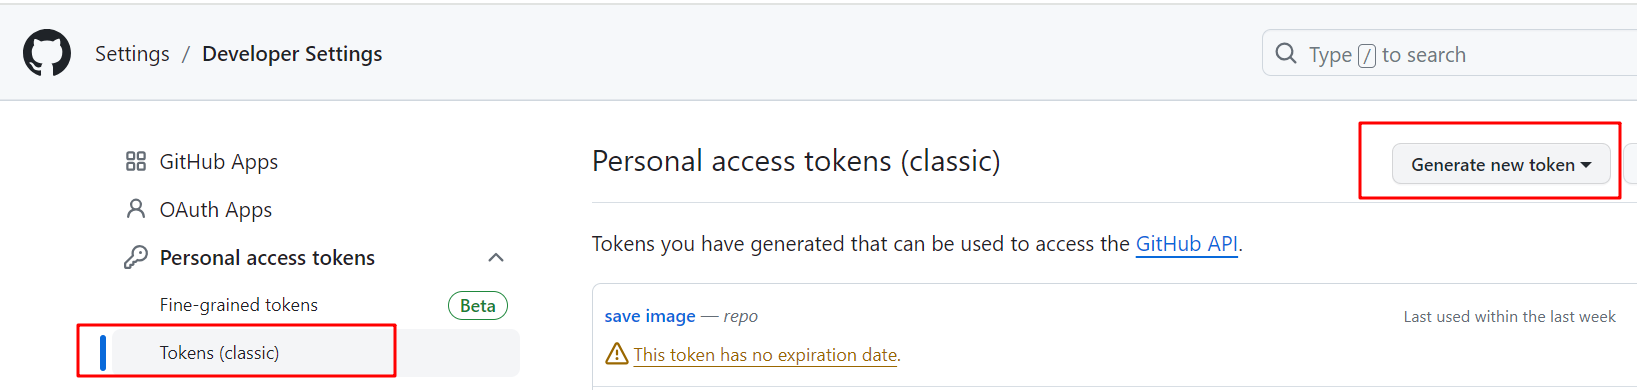 Settings / Developer Settings
Type / to search
GitHub Apps
OAuth Apps
Personal access tokens
Fine-grained tokens Beta
Tokens (classic)
Personal access tokens (classic)
Generate new token
Tokens you have generated that can be used to access the GitHub API.
save image — repo
Last used within the last week
This token has no expiration date.